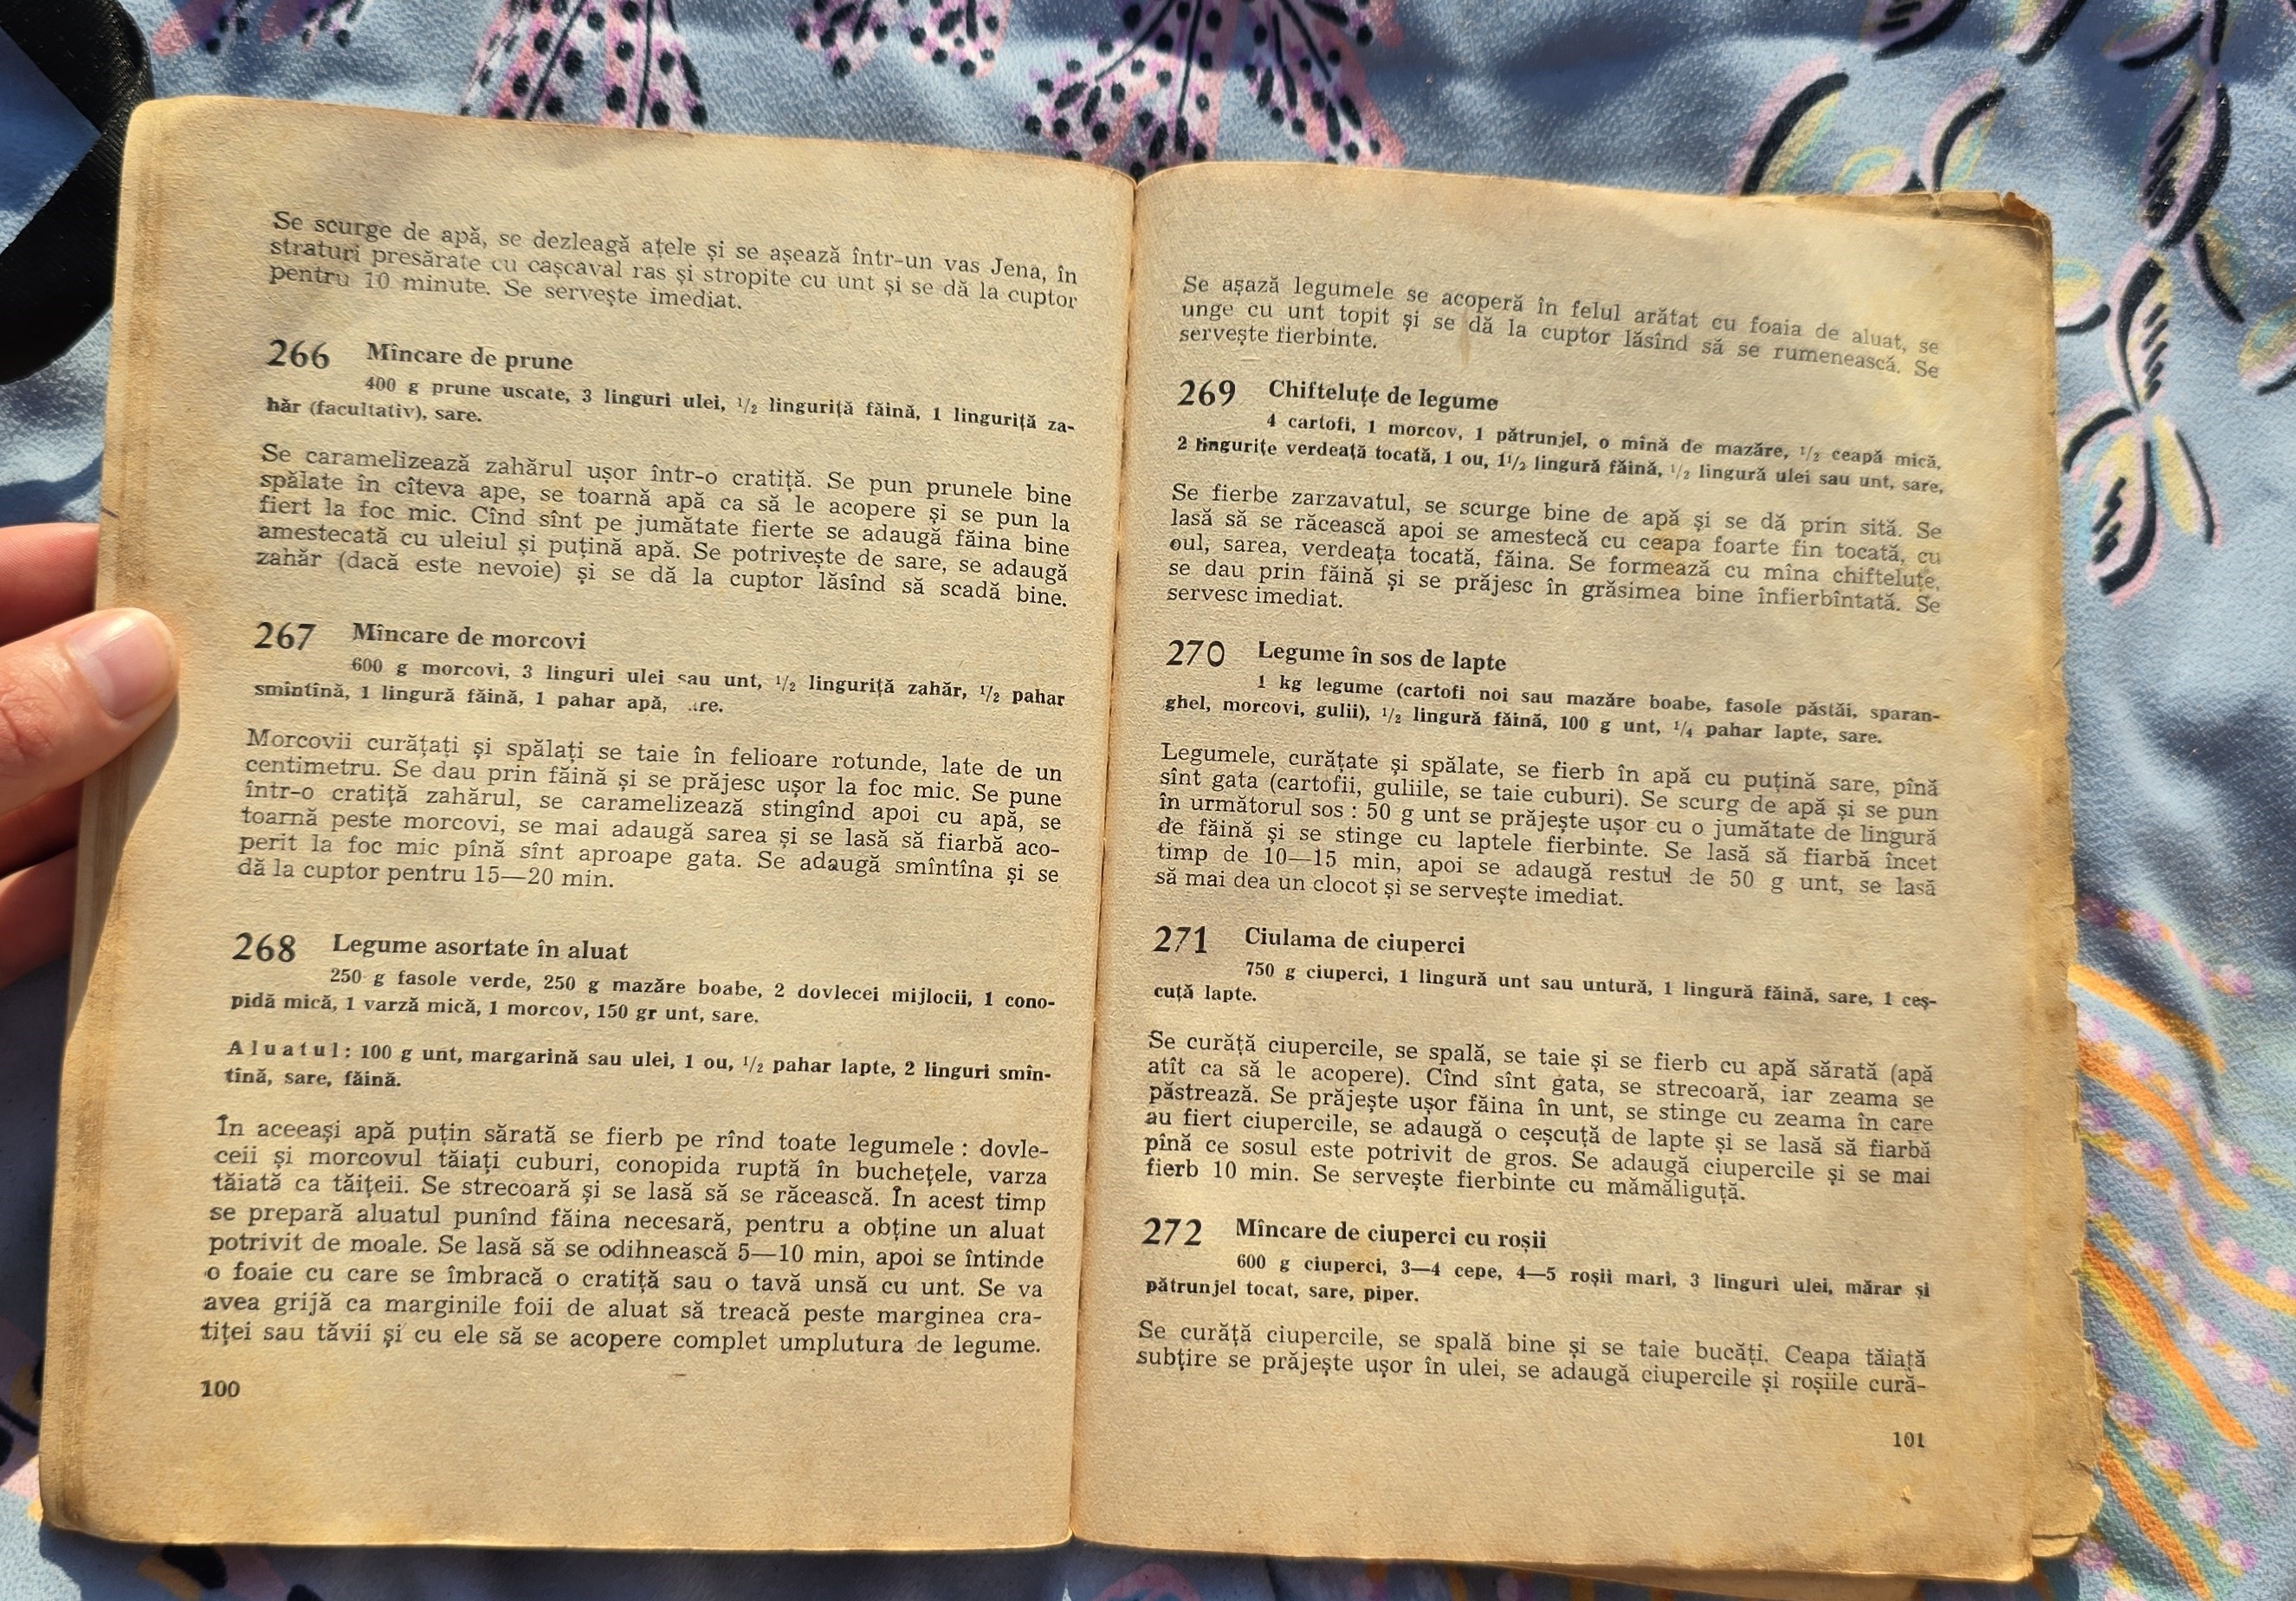 Se scurge de apă, se dezleagă ațele și se așează într-un vas Jena, în
straturi presărate cu cașcaval ras și stropite cu unt și se dă la cuptor
pentru 10 minute. Se servește imediat.
266 Mîncare de prune
400 g prune uscate, 3 linguri ulei, 1/2 linguriță făină, 1 linguriță za-
hăr (facultativ), sare.
Se caramelizează zahărul ușor într-o cratiță. Se pun prunele bine
spălate în cîteva ape, se toarnă apă ca să le acopere și se pun la
fiert la foc mic. Cînd sînt pe jumătate fierte se adaugă făina bine
amestecată cu uleiul și puțină apă. Se potrivește de sare, se adaugă
zahăr (dacă este nevoie) și se dă la cuptor lăsînd să scadă bine.
267 Mîncare de morcovi
600 g morcovi, 3 linguri ulei sau unt, 1/2 linguriță zahăr, 1/2 pahar
smîntînă, 1 lingură făină, 1 pahar apă, .re.
Morcovii curățați și spălați se taie în felioare rotunde, late de un
centimetru. Se dau prin făină și se prăjesc ușor la foc mic. Se pune
într-o cratiță zahărul, se caramelizează stingînd apoi cu apă, se
toarnă peste morcovi, se mai adaugă sarea și se lasă să fiarbă aco-
perit la foc mic pînă sînt aproape gata. Se adaugă smîntîna și se
dă la cuptor pentru 15—20 min.
268 Legume asortate în aluat
250 g fasole verde, 250 g mazăre boabe, 2 dovlecei mijlocii, 1 cono-
pidă mică, 1 varză mică, 1 morcov, 150 gr unt, sare.
Aluatul: 100 g unt, margarină sau ulei, 1 ou, 1/2 pahar lapte, 2 linguri smîn-
tînă, sare, făină.
În aceeași apă puțin sărată se fierb pe rînd toate legumele : dovle-
ceii și morcovul tăiați cuburi, conopida ruptă în buchețele, varza
tăiată ca tăițeii. Se strecoară și se lasă să se răcească. În acest timp
se prepară aluatul punînd făina necesară, pentru a obține un aluat
potrivit de moale. Se lasă să se odihnească 5—10 min, apoi se întinde
o foaie cu care se îmbracă o cratiță sau o tavă unsă cu unt. Se va
avea grijă ca marginile foii de aluat să treacă peste marginea cra-
tiței sau tăvii și cu ele să se acopere complet umplutura de legume.
100
Se așază legumele se acoperă în felul arătat cu foaia de aluat, se
unge cu unt topit și se dă la cuptor lăsînd să se rumenească. Se
servește fierbinte.
269 Chifteluțe de legume
4 cartofi, 1 morcov, 1 pătrunjel, o mînă de mazăre, 1/2 ceapă mică,
2 lingurițe verdeață tocată, 1 ou, 1 1/2 lingură făină, 1/2 lingură ulei sau unt, sare,
Se fierbe zarzavatul, se scurge bine de apă și se dă prin sită. Se
lasă să se răcească apoi se amestecă cu ceapa foarte fin tocată, cu
oul, sarea, verdeața tocată, făina. Se formează cu mîna chifteluțe,
se dau prin făină și se prăjesc în grăsimea bine înfierbîntată. Se
servesc imediat.
270 Legume în sos de lapte
1 kg legume (cartofi noi sau mazăre boabe, fasole păstăi, sparan-
ghel, morcovi, gulii), 1/2 lingură făină, 100 g unt, 1/4 pahar lapte, sare.
Legumele, curățate și spălate, se fierb în apă cu puțină sare, pînă
sînt gata (cartofii, guliile, se taie cuburi). Se scurg de apă și se pun
în următorul sos : 50 g unt se prăjește ușor cu o jumătate de lingură
de făină și se stinge cu laptele fierbinte. Se lasă să fiarbă încet
timp de 10—15 min, apoi se adaugă restul de 50 g unt, se lasă
să mai dea un clocot și se servește imediat.
271 Ciulama de ciuperci
750 g ciuperci, 1 lingură unt sau untură, 1 lingură făină, sare, 1 ceș-
cuță lapte.
Se curăță ciupercile, se spală, se taie și se fierb cu apă sărată (apă
atît ca să le acopere). Cînd sînt gata, se strecoară, iar zeama se
păstrează. Se prăjește ușor făina în unt, se stinge cu zeama în care
au fiert ciupercile, se adaugă o ceșcuță de lapte și se lasă să fiarbă
pînă ce sosul este potrivit de gros. Se adaugă ciupercile și se mai
fierb 10 min. Se servește fierbinte cu mămăliguță.
272 Mîncare de ciuperci cu roșii
600 g ciuperci, 3—4 cepe, 4—5 roșii mari, 3 linguri ulei, mărar și
pătrunjel tocat, sare, piper.
Se curăță ciupercile, se spală bine și se taie bucăți. Ceapa tăiată
subțire se prăjește ușor în ulei, se adaugă ciupercile și roșiile cură-
101